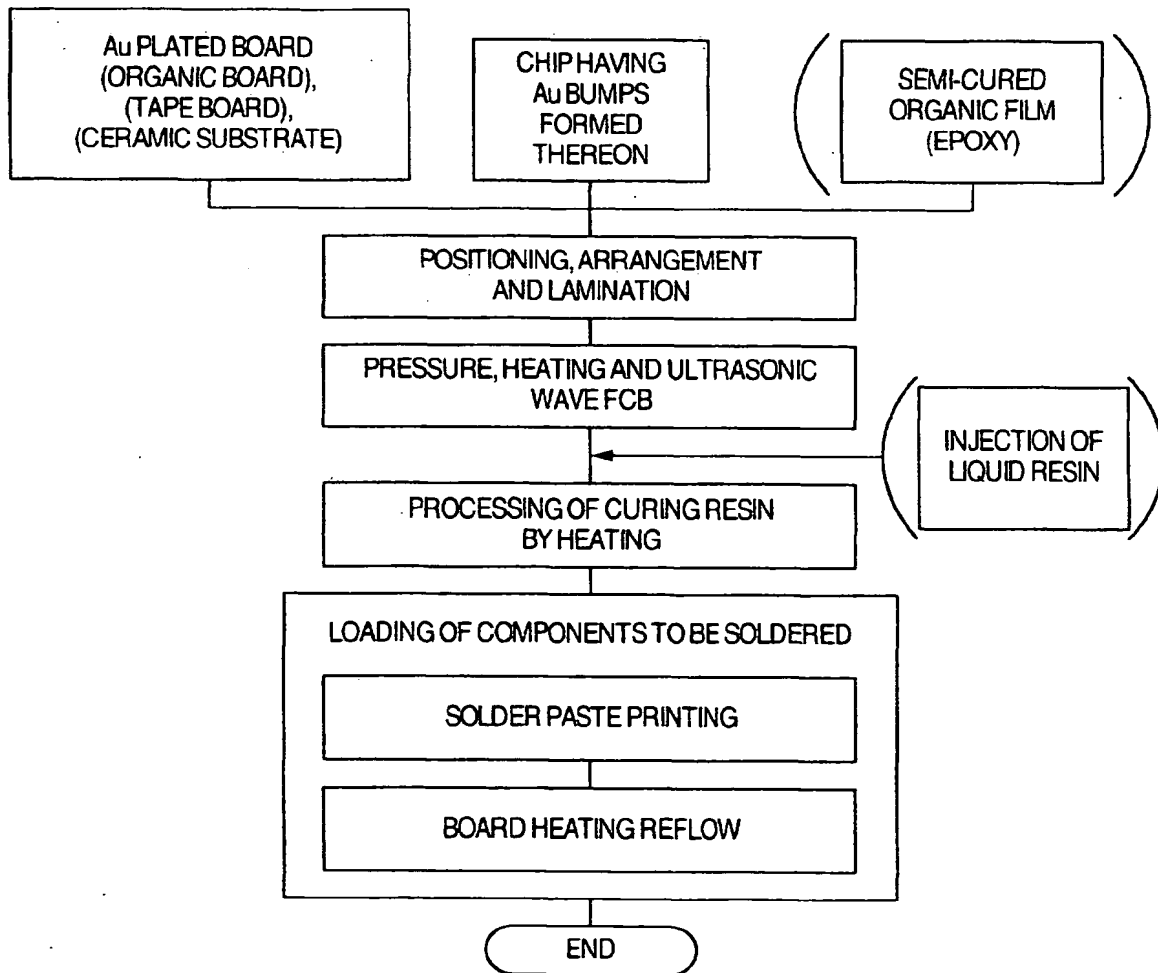 Au PLATED BOARD
(ORGANIC BOARD),
(TAPE BOARD),
(CERAMIC SUBSTRATE)
CHIP HAVING
Au BUMPS
FORMED
THEREON
SEMI-CURED
ORGANIC FILM
(EPOXY)
POSITIONING, ARRANGEMENT
AND LAMINATION
PRESSURE, HEATING AND ULTRASONIC
WAVE FCB
INJECTION OF
LIQUID RESIN
PROCESSING OF CURING RESIN
BY HEATING
LOADING OF COMPONENTS TO BE SOLDERED
SOLDER PASTE PRINTING
BOARD HEATING REFLOW
END